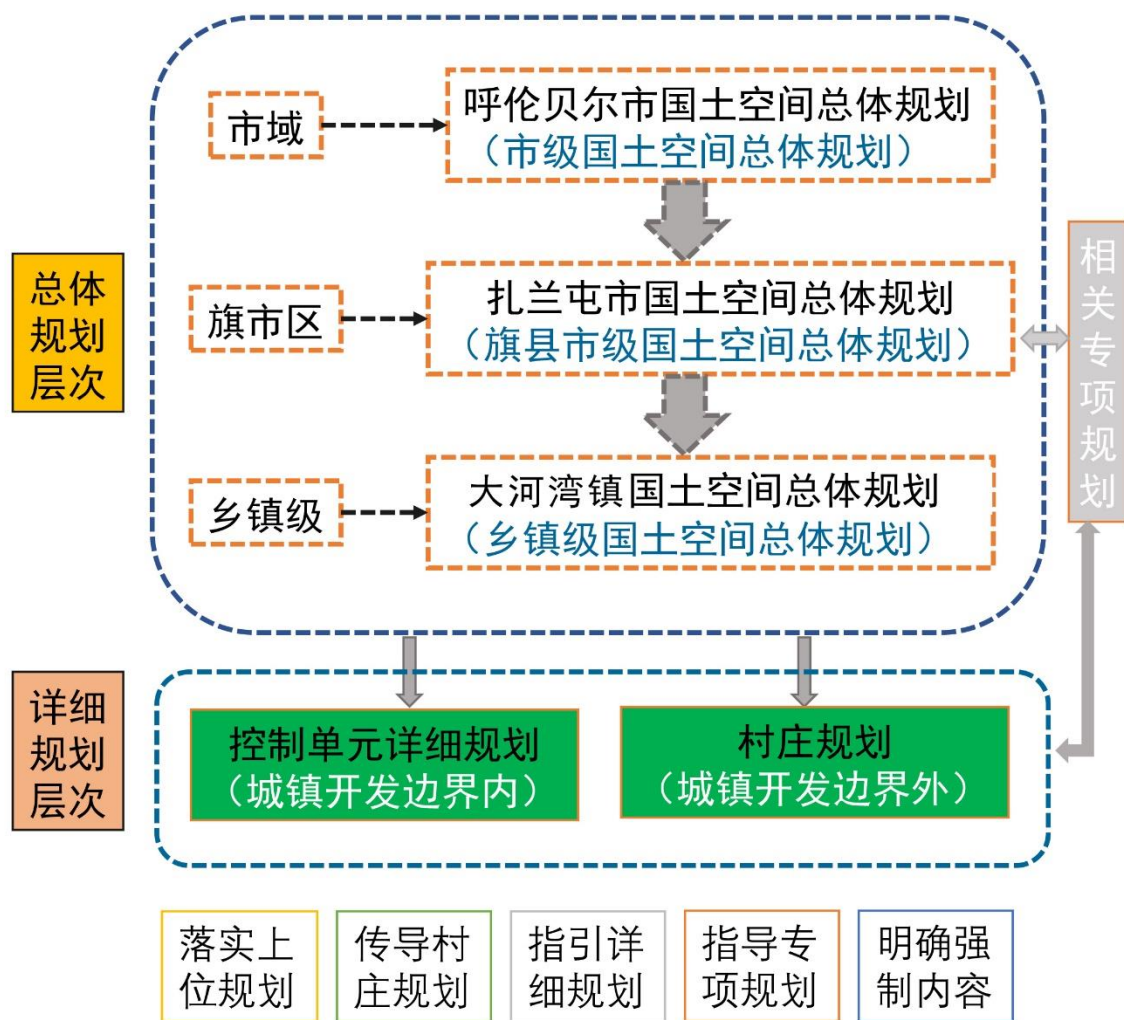 市域
呼伦贝尔市国土空间总体规划
（市级国土空间总体规划）
总体
规划
层次
旗市区
扎兰屯市国土空间总体规划
（旗县市级国土空间总体规划）
相
关
专
项
规
划
乡镇级
大河湾镇国土空间总体规划
（乡镇级国土空间总体规划）
详细
规划
层次
控制单元详细规划
（城镇开发边界内）
村庄规划
（城镇开发边界外）
落实上
位规划
传导村
庄规划
指引详
细规划
指导专
项规划
明确强
制内容